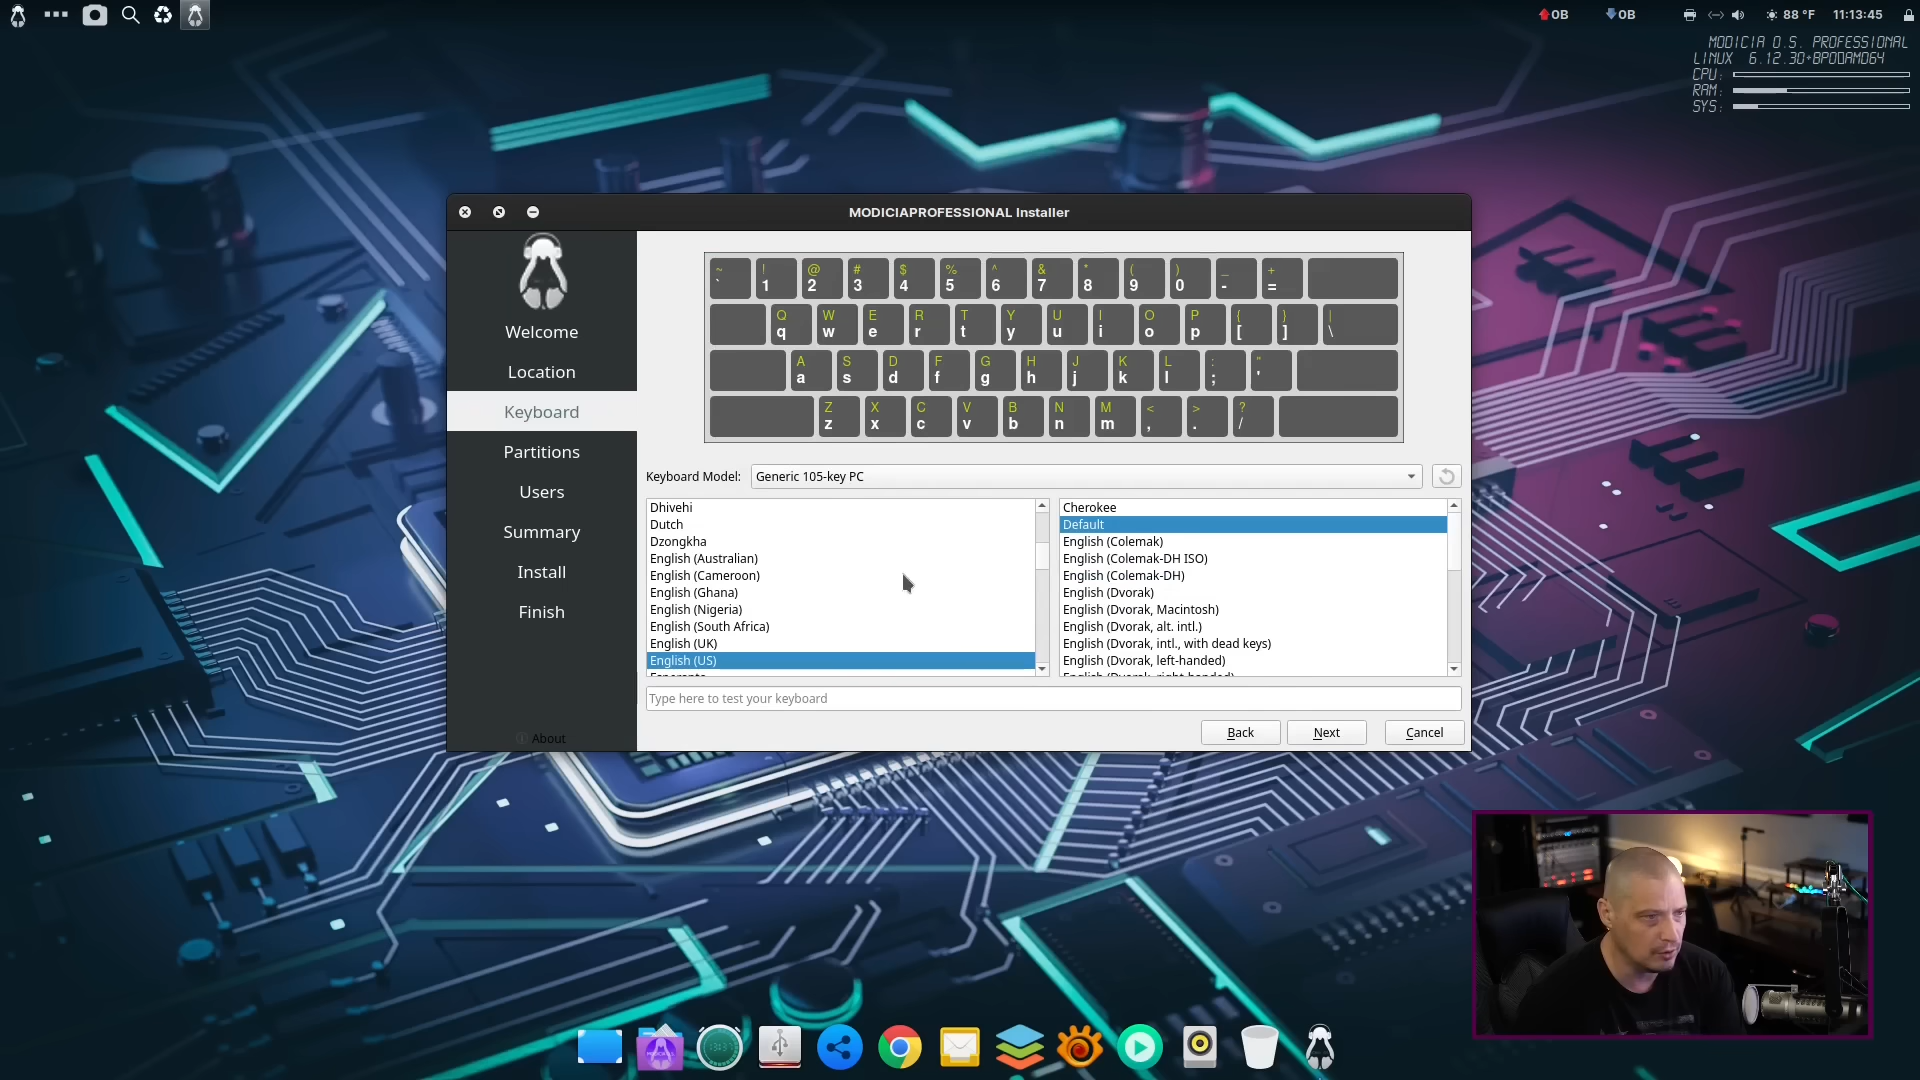 0B
0B
88 °F
11:13:45
MODICIA O.S. PROFESSIONAL
LINUX 6.12.30+BPO0AMD64
CPU:
RAM:
SYS:
MODICIAPROFESSIONAL Installer
Welcome
Location
Keyboard
Partitions
Users
Summary
Install
Finish
About
~ ! @ # $ % ^ & * ( ) _ +
` 1 2 3 4 5 6 7 8 9 0 - =
Q W E R T Y U I O P { } |
q w e r t y u i o p [ ] \
A S D F G H J K L : "
a s d f g h j k l ; '
Z X C V B N M < > ?
z x c v b n m , . /
Keyboard Model: Generic 105-key PC
Dhivehi
Dutch
Dzongkha
English (Australian)
English (Cameroon)
English (Ghana)
English (Nigeria)
English (South Africa)
English (UK)
English (US)
Esperanto
Cherokee
Default
English (Colemak)
English (Colemak-DH ISO)
English (Colemak-DH)
English (Dvorak)
English (Dvorak, Macintosh)
English (Dvorak, alt. intl.)
English (Dvorak, intl., with dead keys)
English (Dvorak, left-handed)
English (Dvorak, right-handed)
Type here to test your keyboard
Back
Next
Cancel